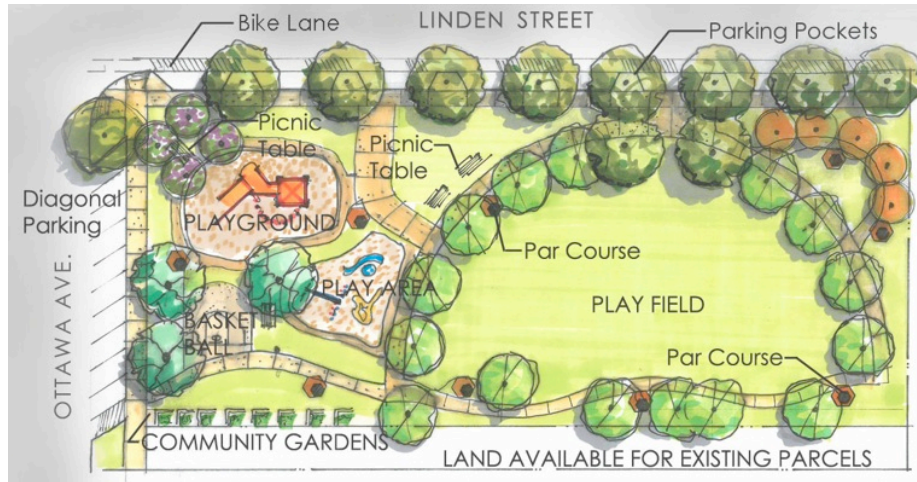 LINDEN STREET
Bike Lane
Parking Pockets
Picnic
Table
Picnic
Table
Diagonal
Parking
PLAYGROUND
Par Course
PLAY AREA
PLAY FIELD
BASKET
BALL
Par Course
OTTAWA AVE.
COMMUNITY GARDENS
LAND AVAILABLE FOR EXISTING PARCELS